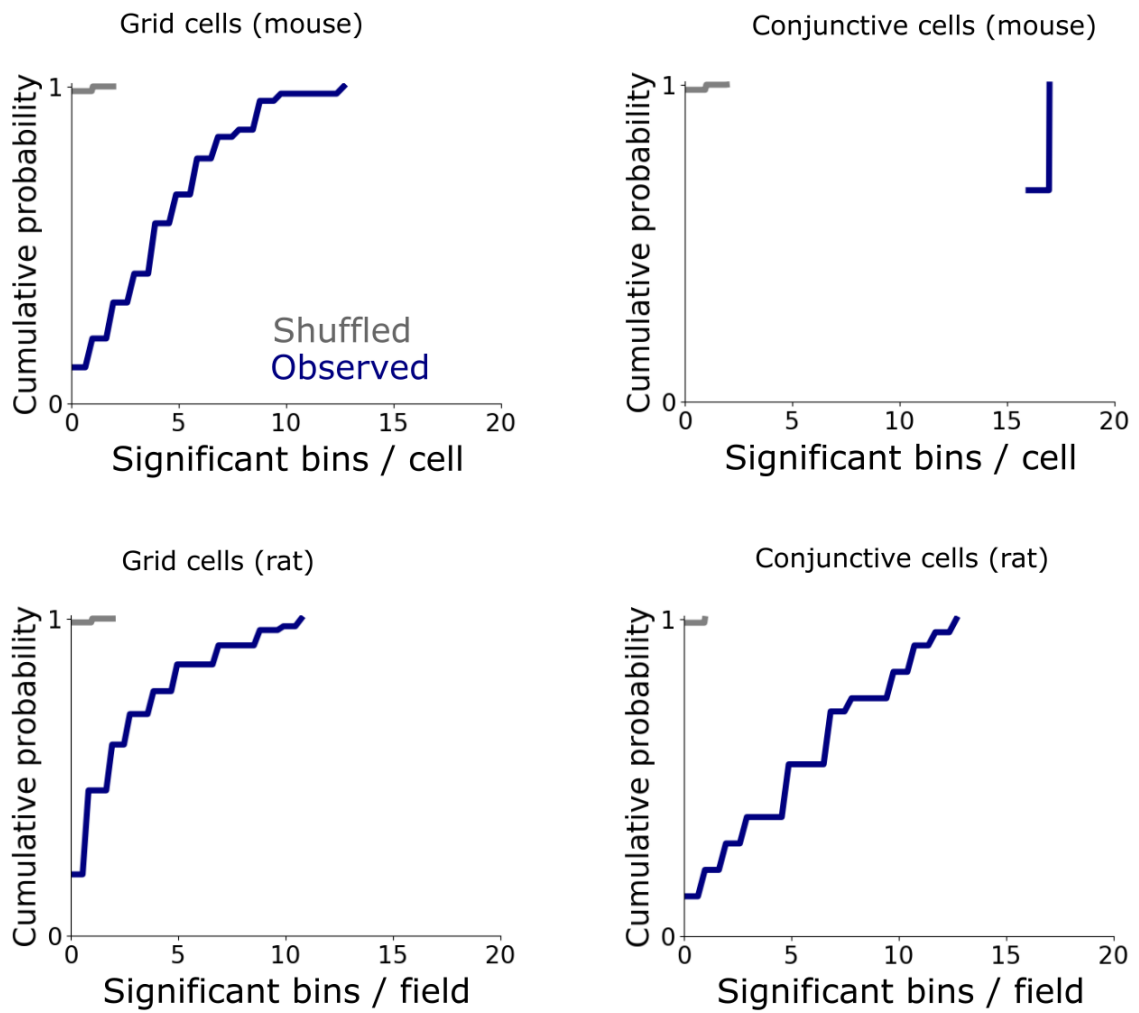 Grid cells (mouse)
Cumulative probability
1
0
0 5 10 15 20
Shuffled
Observed
Significant bins / cell
Conjunctive cells (mouse)
Cumulative probability
1
0
0 5 10 15 20
Significant bins / cell
Grid cells (rat)
Cumulative probability
1
0
0 5 10 15 20
Significant bins / field
Conjunctive cells (rat)
Cumulative probability
1
0
0 5 10 15 20
Significant bins / field